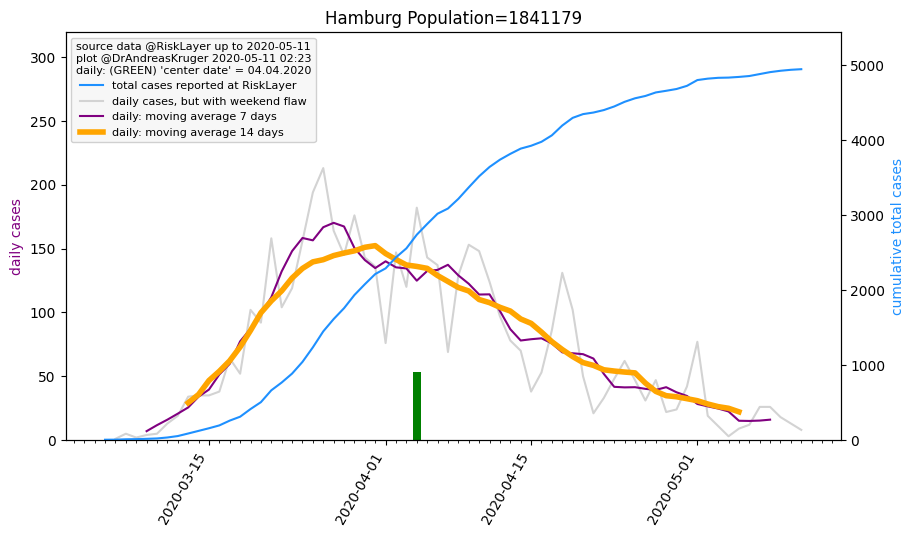 Hamburg Population=1841179
source data @RiskLayer up to 2020-05-11
plot @DrAndreasKruger 2020-05-11 02:23
daily: (GREEN) 'center date' = 04.04.2020
total cases reported at RiskLayer
daily cases, but with weekend flaw
daily: moving average 7 days
daily: moving average 14 days
daily cases
300
250
200
150
100
50
0
cumulative total cases
5000
4000
3000
2000
1000
0
2020-03-15
2020-04-01
2020-04-15
2020-05-01